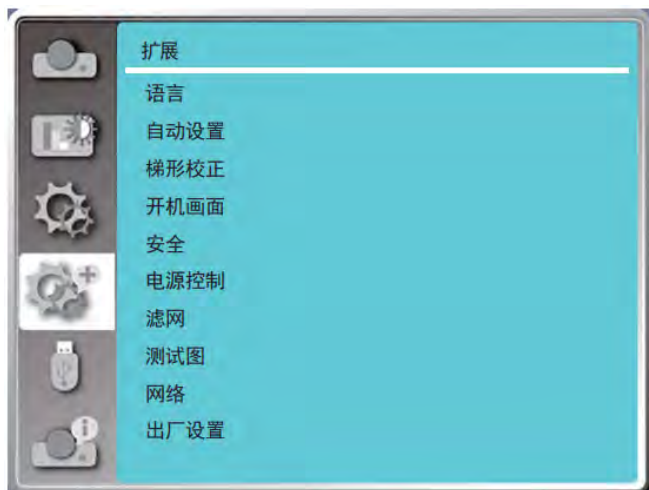 扩展
语言
自动设置
梯形校正
开机画面
安全
电源控制
滤网
测试图
网络
出厂设置